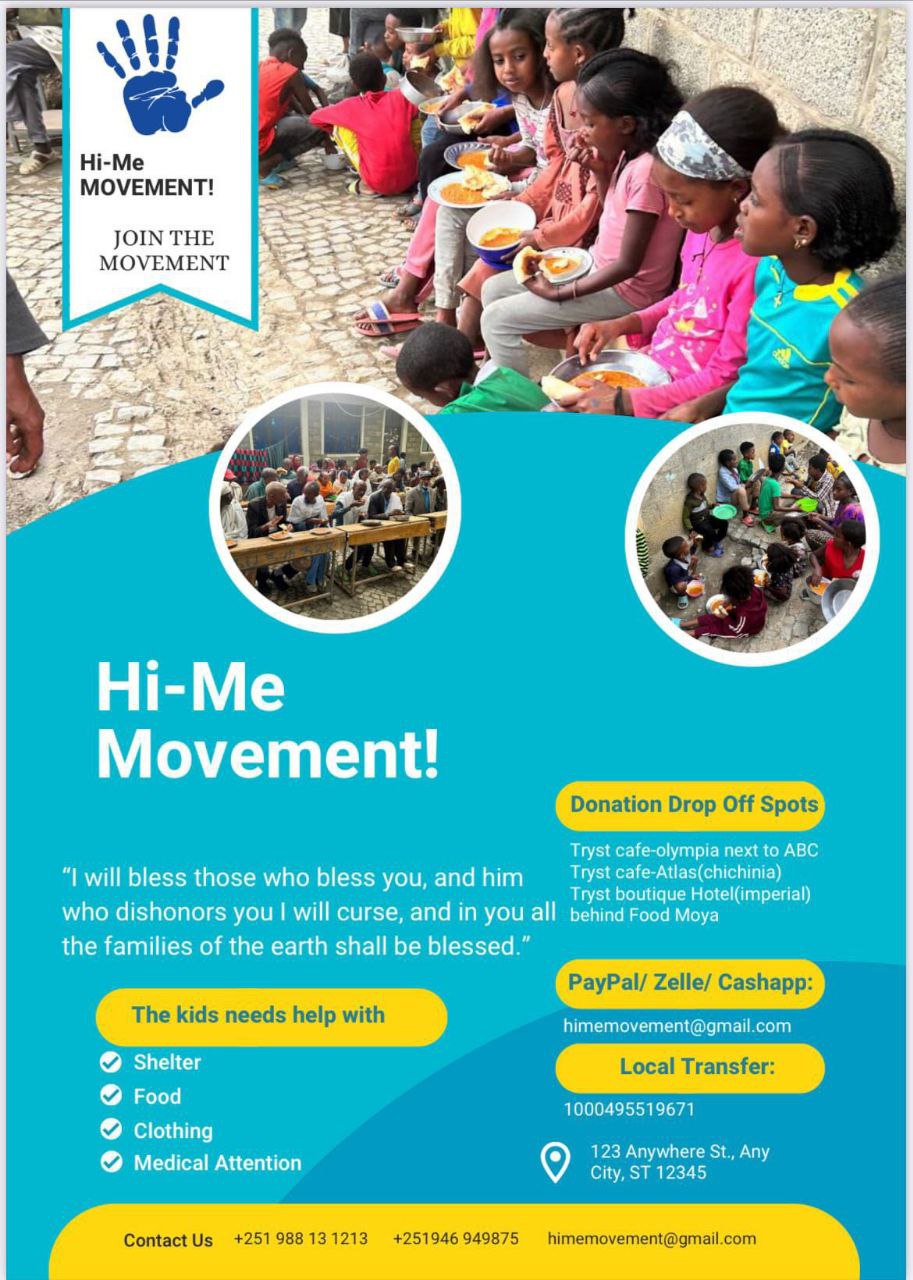 Hi-Me
MOVEMENT!
JOIN THE
MOVEMENT
Hi-Me
Movement!
“I will bless those who bless you, and him
who dishonors you I will curse, and in you all
the families of the earth shall be blessed.”
The kids needs help with
Shelter
Food
Clothing
Medical Attention
Donation Drop Off Spots
Tryst cafe-olympia next to ABC
Tryst cafe-Atlas(chichinia)
Tryst boutique Hotel(imperial)
behind Food Moya
PayPal/ Zelle/ Cashapp:
himemovement@gmail.com
Local Transfer:
1000495519671
123 Anywhere St., Any
City, ST 12345
Contact Us +251 988 13 1213 +251946 949875 himemovement@gmail.com